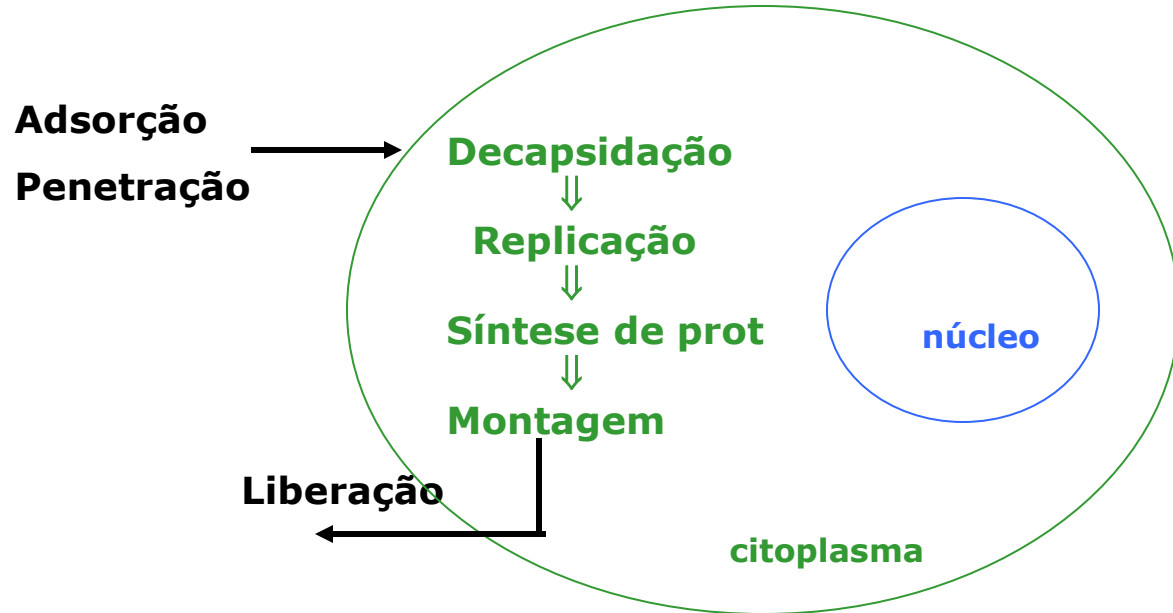 Adsorção
Penetração
Decapsidação
⇓
Replicação
⇓
Síntese de prot
⇓
Montagem
núcleo
Liberação
citoplasma